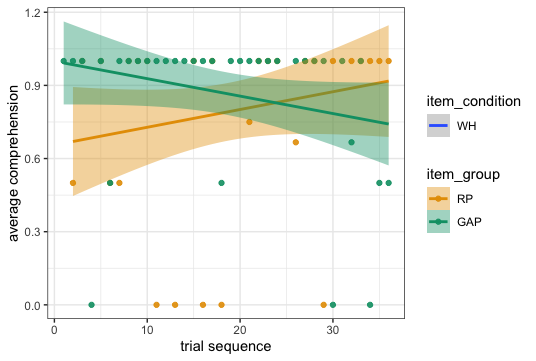 1.2
0.9
0.6
0.3
0.0
average comprehension
0
10
20
30
trial sequence
item_condition
WH
item_group
RP
GAP